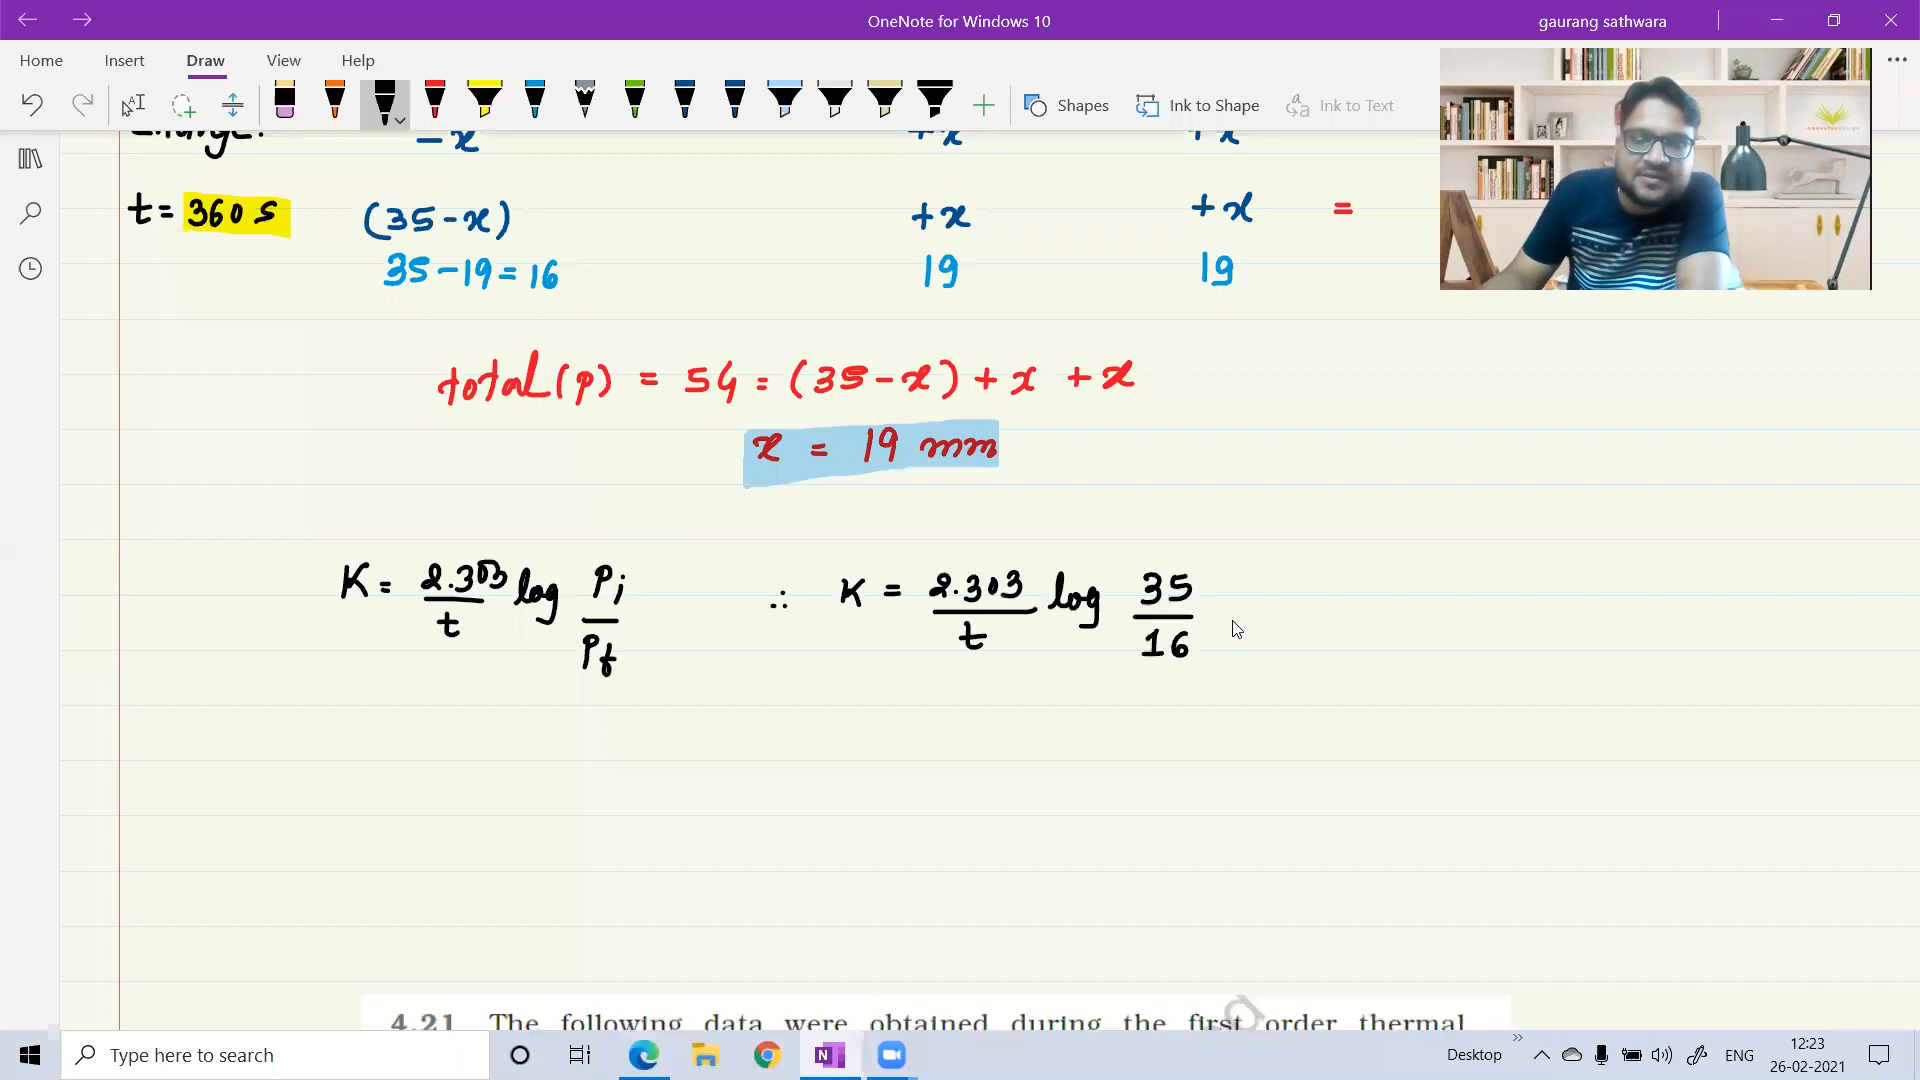 OneNote for Windows 10
gaurang sathwara
Home Insert Draw View Help
Shapes Ink to Shape Ink to Text
Change:
- x +x +x
t = 360 s (35-x) +x +x =
35-19=16 19 19
total(p) = 54 = (35-x) + x + x
x = 19 mm
K = 2.303/t log Pi/Pf ∴ K = 2.303/t log 35/16
4.21 The following data were obtained during the first order thermal
Type here to search
Desktop ENG 12:23
26-02-2021